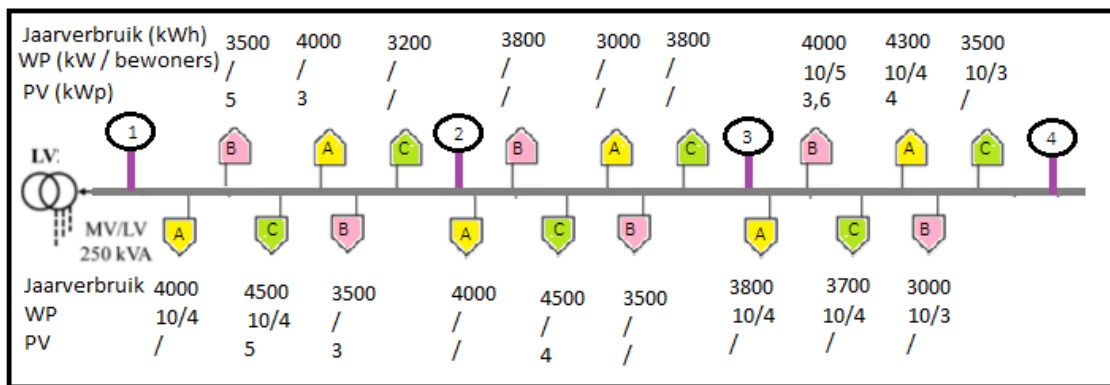 Jaarverbruik (kWh) 3500 4000 3200 3800 3000 3800 4000 4300 3500
WP (kW / bewoners) / / / / / / 10/5 10/4 10/3
PV (kWp) 5 3 / / / / 3,6 4 /
1 2 3 4
B A C B A C B A C
LV:
A C B A C B A C B
MV/LV
250 kVA
Jaarverbruik 4000 4500 3500 4000 4500 3500 3800 3700 3000
WP 10/4 10/4 / / / / 10/4 10/4 10/3
PV / 5 3 / 4 / / / /